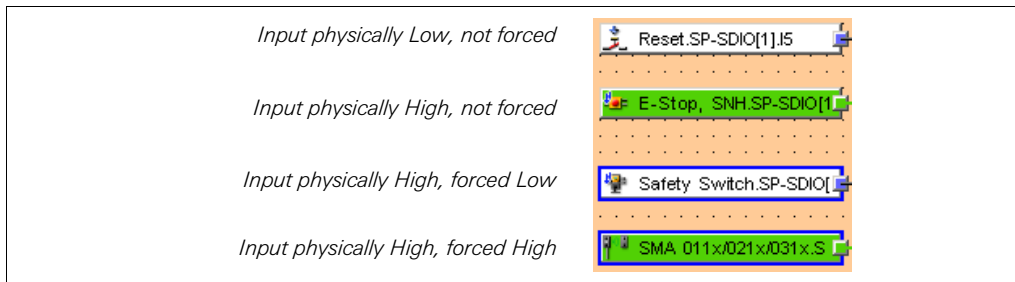 Input physically Low, not forced
Reset.SP-SDIO[1].I5
Input physically High, not forced
E-Stop, SNH.SP-SDIO[1
Input physically High, forced Low
Safety Switch.SP-SDIO[
Input physically High, forced High
SMA 011x/021x/031x.S